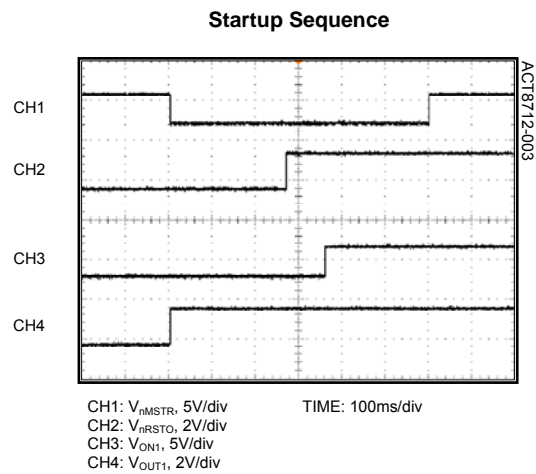 Startup Sequence
ACT8712-003
CH1
CH2
CH3
CH4
CH1: VnMSTR, 5V/div
TIME: 100ms/div
CH2: VnRSTO, 2V/div
CH3: VON1, 5V/div
CH4: VOUT1, 2V/div